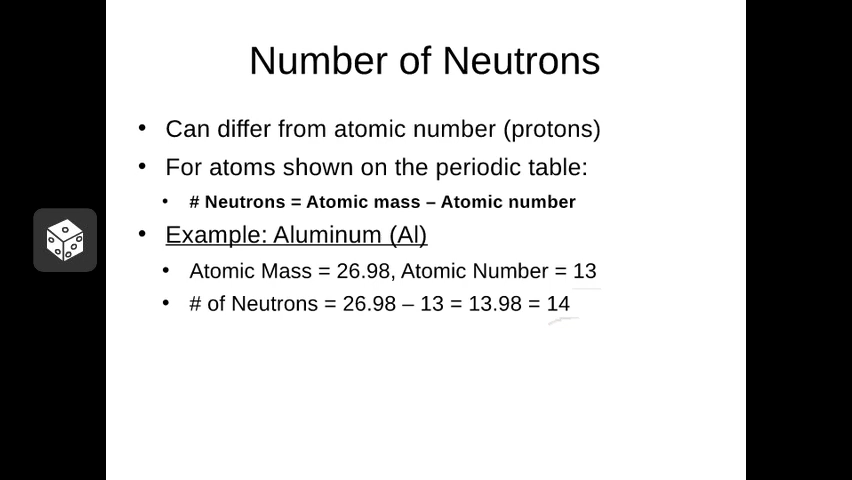 Number of Neutrons
• Can differ from atomic number (protons)
• For atoms shown on the periodic table:
• # Neutrons = Atomic mass – Atomic number
• Example: Aluminum (Al)
• Atomic Mass = 26.98, Atomic Number = 13
• # of Neutrons = 26.98 – 13 = 13.98 = 14